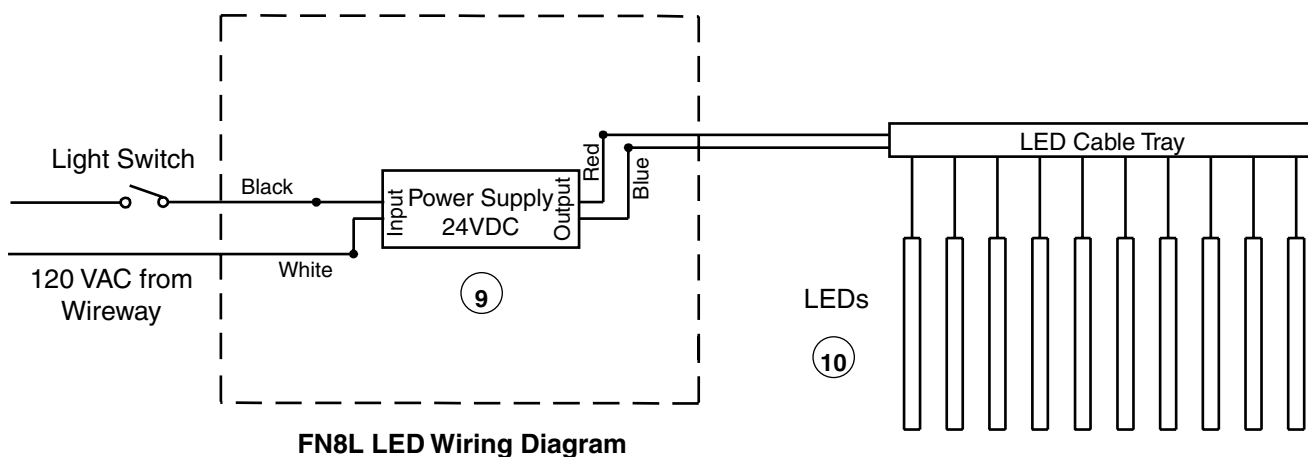 Light Switch
Black
Input
Power Supply
24VDC
Output
Red
Blue
LED Cable Tray
120 VAC from
Wireway
White
9
LEDs
10
FN8L LED Wiring Diagram